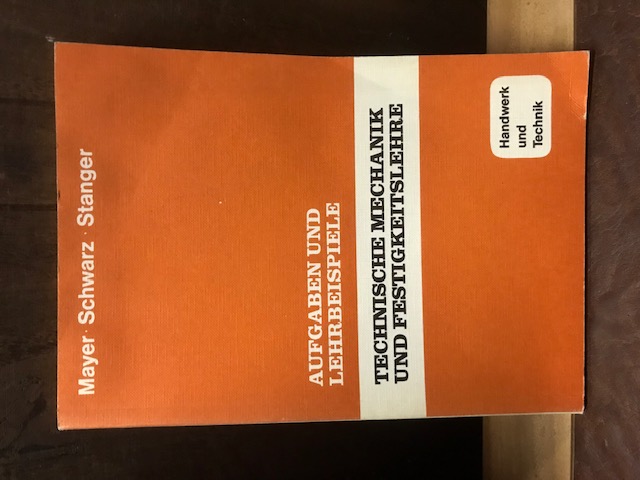 Mayer · Schwarz · Stanger
AUFGABEN UND
LEHRBEISPIELE
TECHNISCHE MECHANIK
UND FESTIGKEITSLEHRE
Handwerk
und
Technik